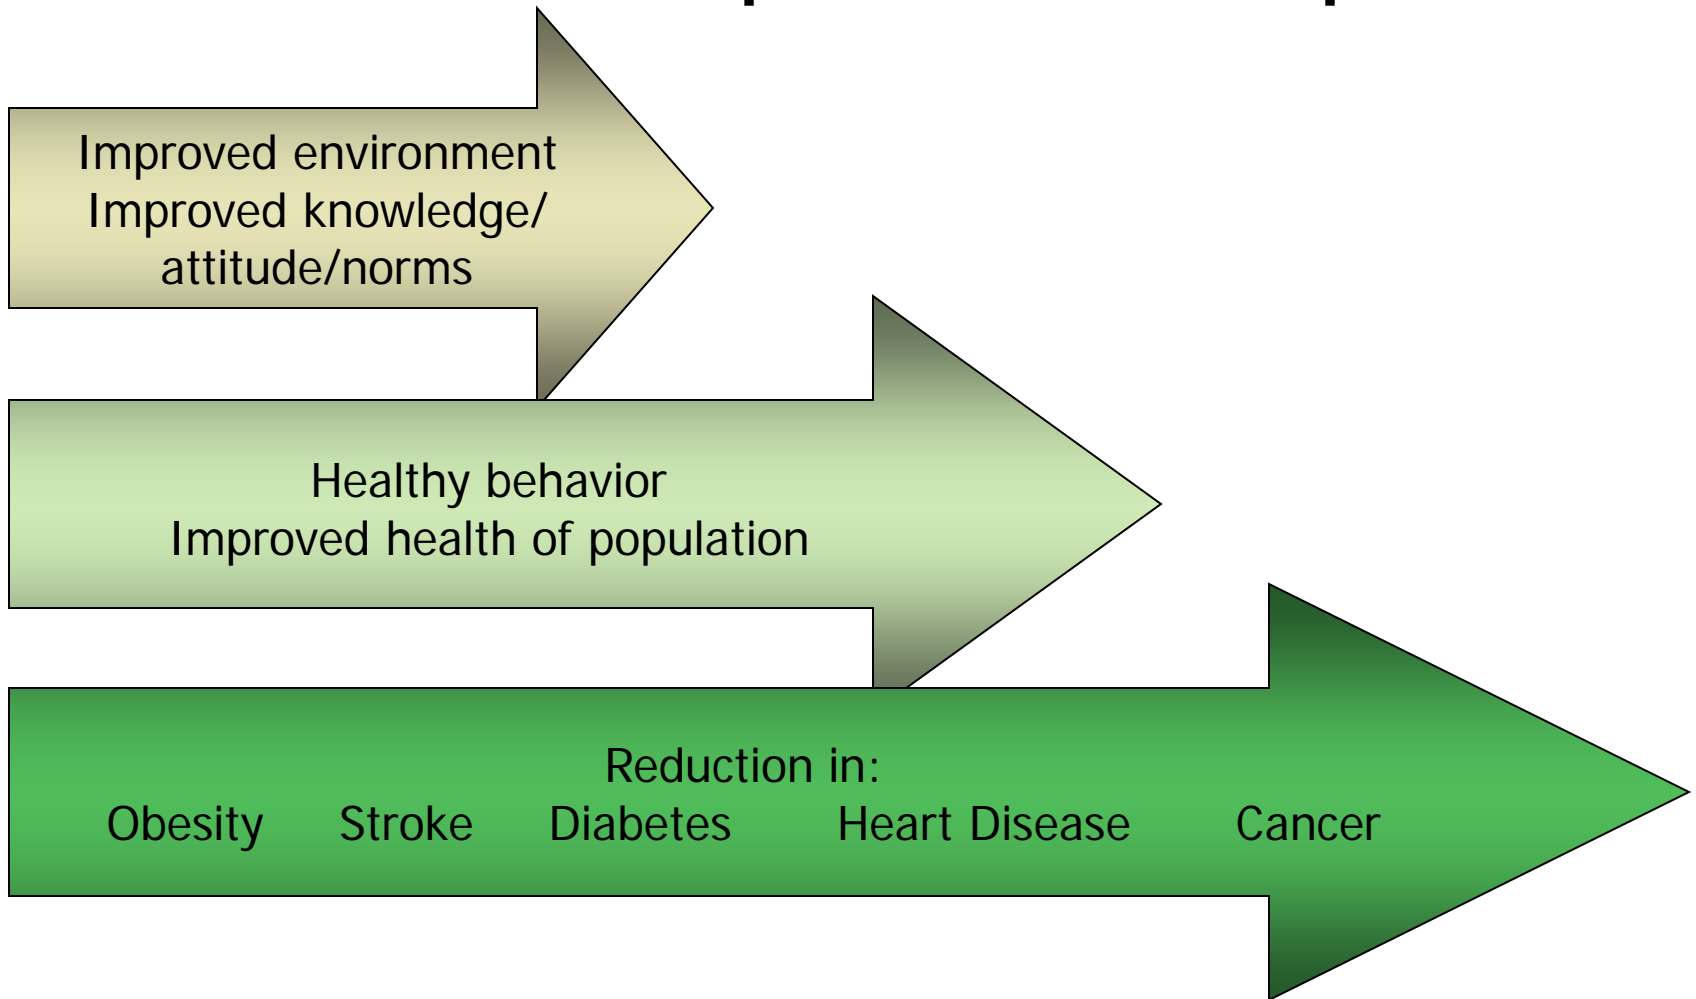 Improved environment
Improved knowledge/
attitude/norms
Healthy behavior
Improved health of population
Reduction in:
Obesity Stroke Diabetes Heart Disease Cancer